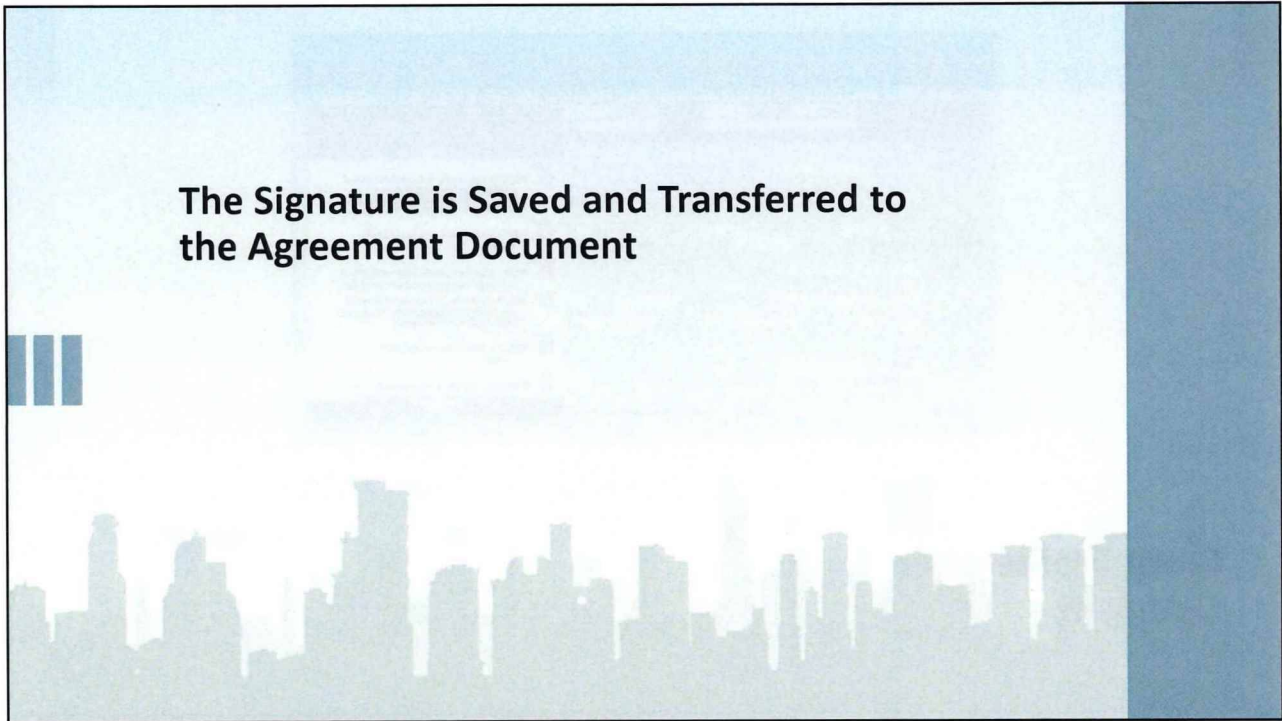 The Signature is Saved and Transferred to
the Agreement Document